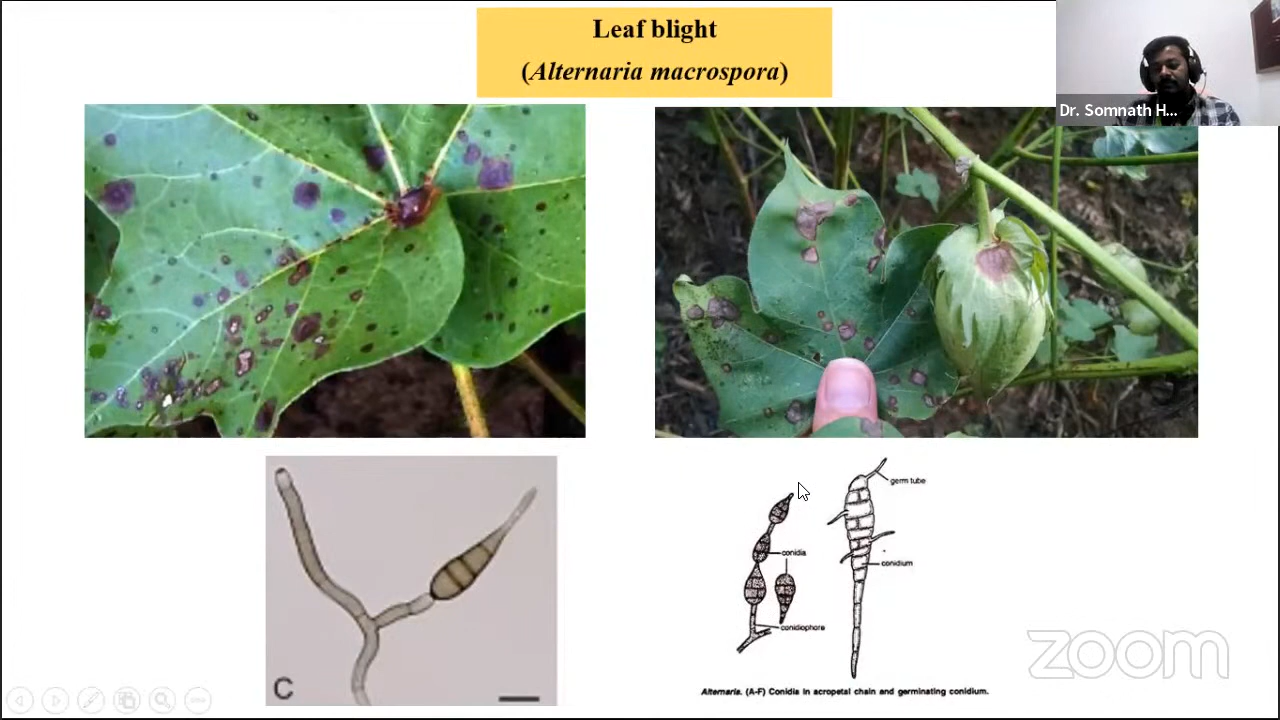 Leaf blight
(Alternaria macrospora)
Dr. Somnath H...
germ tube
conidia
conidium
conidiophore
C
zoom
Alternaria. (A-F) Conidia in acropetal chain and germinating conidium.